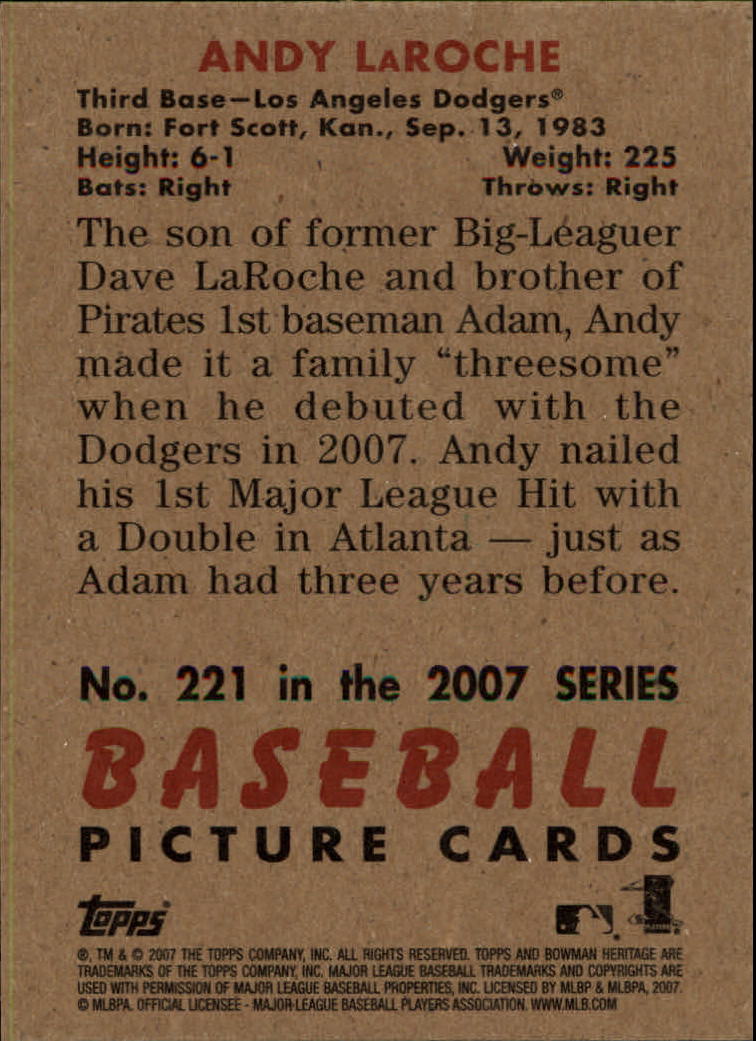 ANDY LaROCHE
Third Base—Los Angeles Dodgers®
Born: Fort Scott, Kan., Sep. 13, 1983
Height: 6-1 Weight: 225
Bats: Right Throws: Right
The son of former Big-Leaguer
Dave LaRoche and brother of
Pirates 1st baseman Adam, Andy
made it a family “threesome”
when he debuted with the
Dodgers in 2007. Andy nailed
his 1st Major League Hit with
a Double in Atlanta — just as
Adam had three years before.
No. 221 in the 2007 SERIES
BASEBALL
PICTURE CARDS
Topps
®, TM & © 2007 THE TOPPS COMPANY, INC. ALL RIGHTS RESERVED. TOPPS AND BOWMAN HERITAGE ARE
TRADEMARKS OF THE TOPPS COMPANY, INC. MAJOR LEAGUE BASEBALL TRADEMARKS AND COPYRIGHTS ARE
USED WITH PERMISSION OF MAJOR LEAGUE BASEBALL PROPERTIES, INC. LICENSED BY MLBP & MLBPA, 2007.
© MLBPA. OFFICIAL LICENSEE - MAJOR LEAGUE BASEBALL PLAYERS ASSOCIATION. WWW.MLB.COM